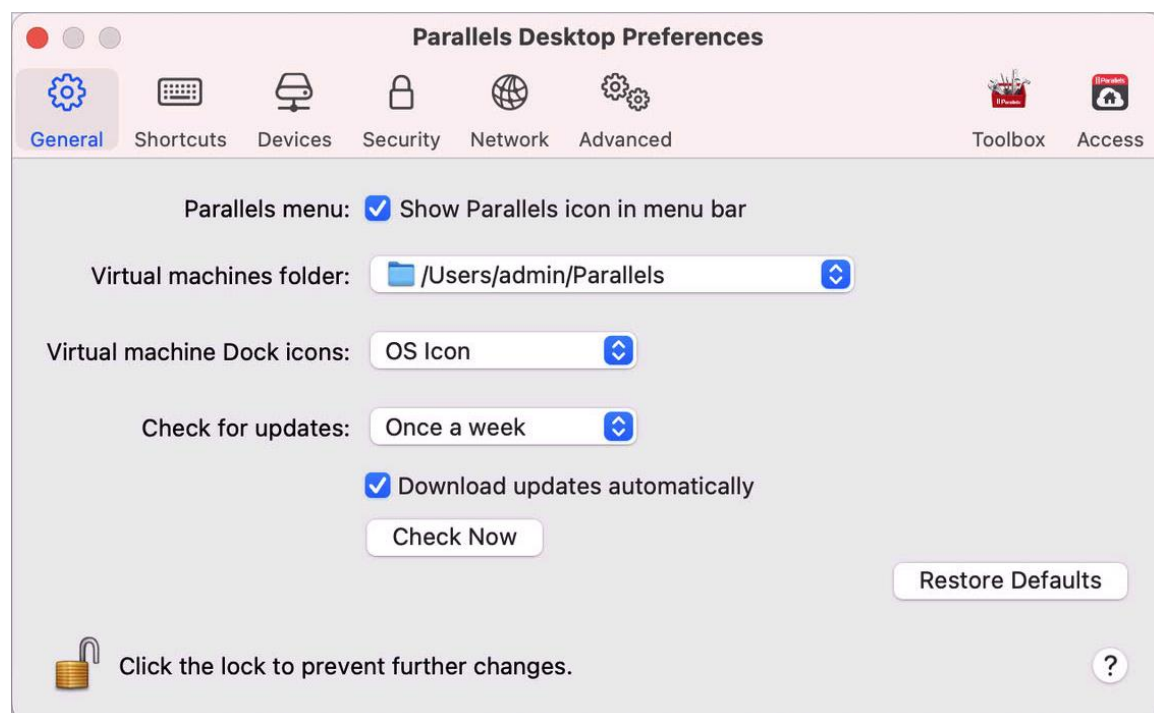 Parallels Desktop Preferences
General Shortcuts Devices Security Network Advanced Toolbox Access
Parallels menu: Show Parallels icon in menu bar
Virtual machines folder: /Users/admin/Parallels
Virtual machine Dock icons: OS Icon
Check for updates: Once a week
Download updates automatically
Check Now
Restore Defaults
Click the lock to prevent further changes. ?